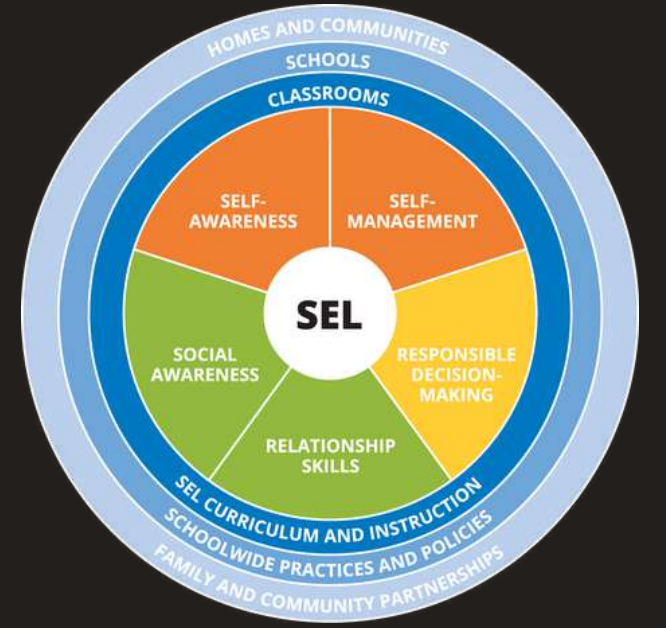 HOMES AND COMMUNITIES
SCHOOLS
CLASSROOMS
SELF-
AWARENESS
SELF-
MANAGEMENT
SEL
SOCIAL
AWARENESS
RESPONSIBLE
DECISION-
MAKING
RELATIONSHIP
SKILLS
SEL CURRICULUM AND INSTRUCTION
SCHOOLWIDE PRACTICES AND POLICIES
FAMILY AND COMMUNITY PARTNERSHIPS